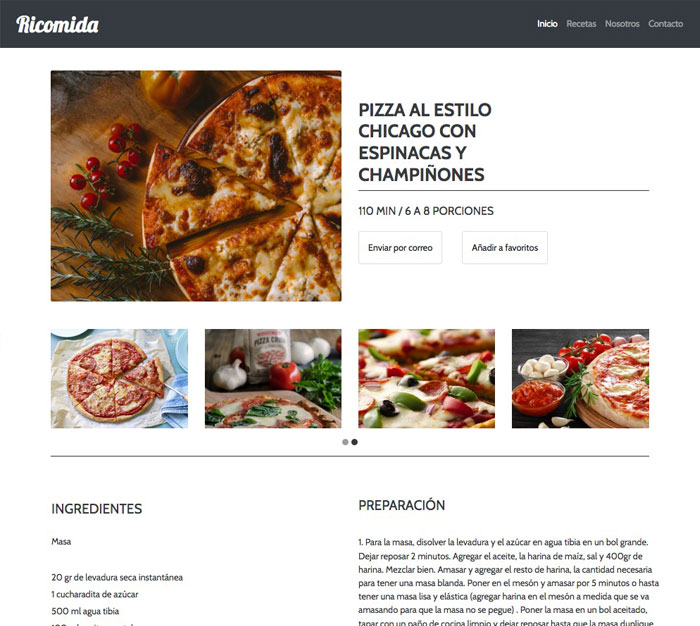 Ricomida
Inicio Recetas Nosotros Contacto
PIZZA AL ESTILO
CHICAGO CON
ESPINACAS Y
CHAMPIÑONES
110 MIN / 6 A 8 PORCIONES
Enviar por correo
Añadir a favoritos
PIZZA
INGREDIENTES
Masa
20 gr de levadura seca instantánea
1 cucharadita de azúcar
500 ml agua tibia
PREPARACIÓN
1. Para la masa, disolver la levadura y el azúcar en agua tibia en un bol grande.
Dejar reposar 2 minutos. Agregar el aceite, la harina de maíz, sal y 400gr de
harina. Mezclar bien. Amasar y agregar el resto de harina, la cantidad necesaria
para tener una masa blanda. Poner en el mesón y amasar por 5 minutos o hasta
tener una masa lisa y elástica (agregar harina en el mesón a medida que se va
amasando para que la masa no se pegue) . Poner la masa en un bol aceitado,
tapar con un paño de cocina limpio y dejar reposar hasta que la masa duplique